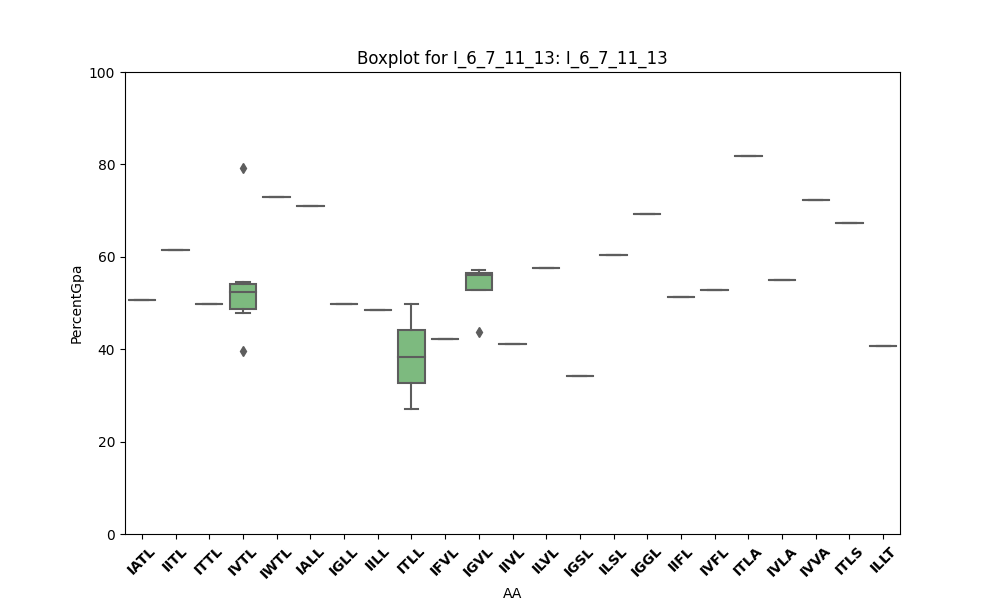 Boxplot for I_6_7_11_13: I_6_7_11_13
100
80
60
40
20
0
PercentGpa
IATL IITL ITTL IVTL IWTL IALL IGLL IILL ITLL IFVL IGVL IIVL ILVL IGSL ILSL IGGL IIFL IVFL ITLA IVLA IVVA ITLS ILLT
AA